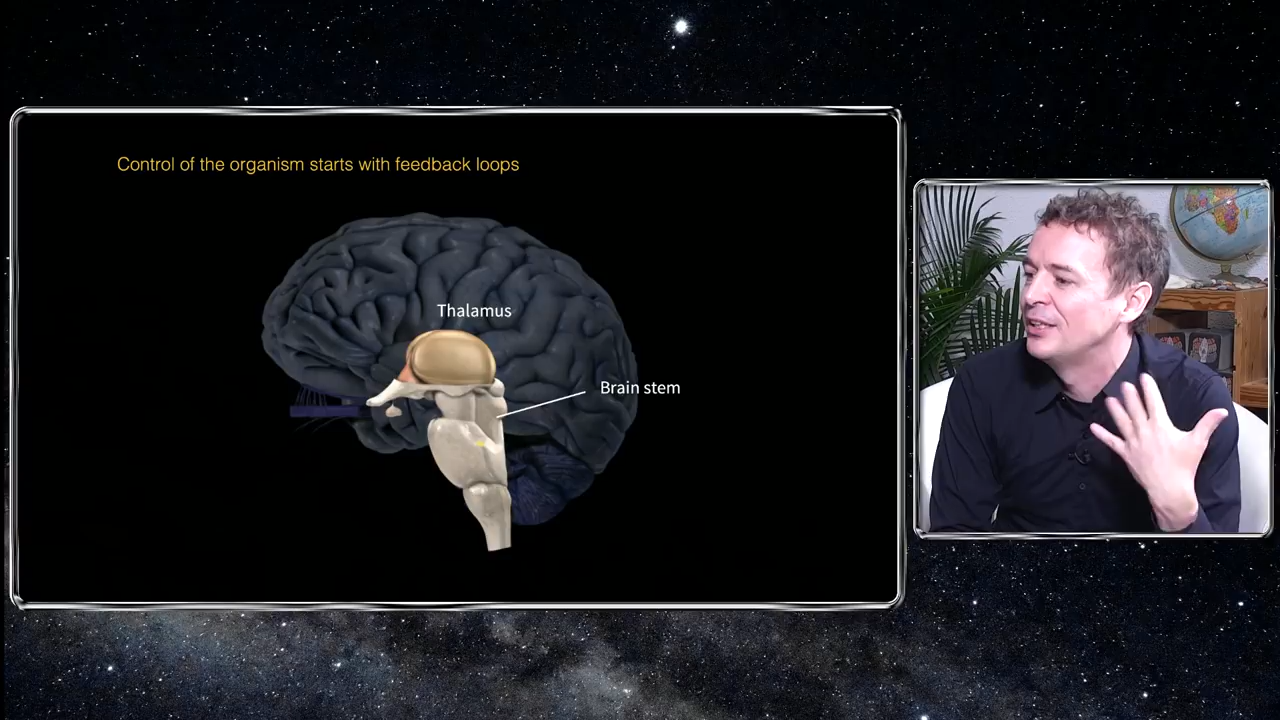 Control of the organism starts with feedback loops
Thalamus
Brain stem